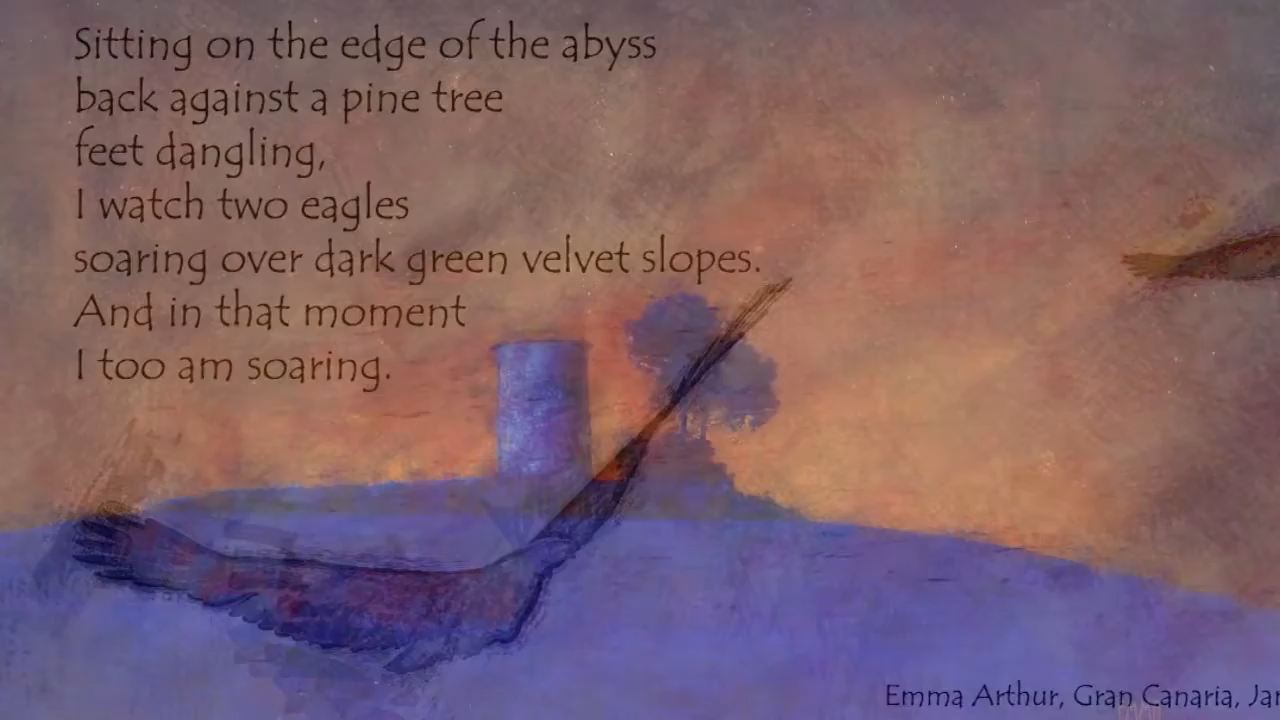 Sitting on the edge of the abyss
back against a pine tree
feet dangling,
I watch two eagles
soaring over dark green velvet slopes.
And in that moment
I too am soaring.
Emma Arthur, Gran Canaria,